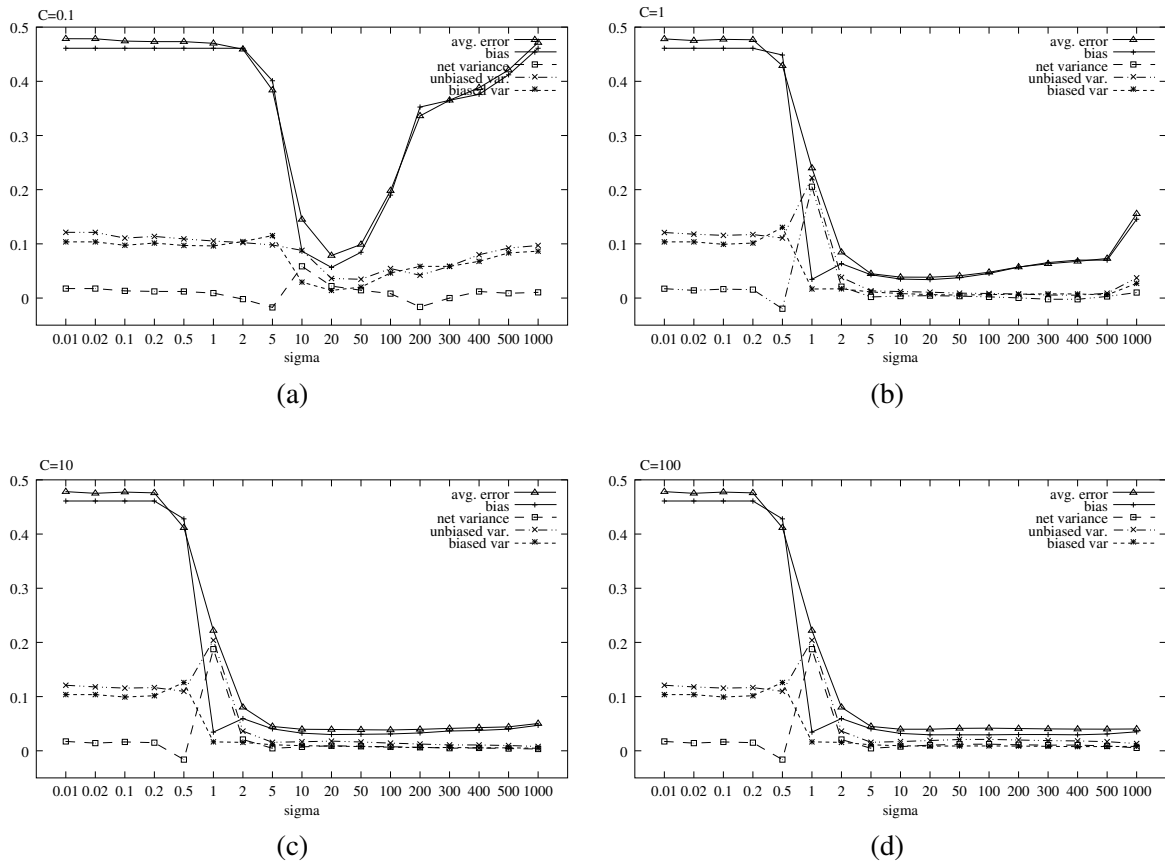 C=0.1
avg. error
bias
net variance
unbiased var.
biased var
0.5
0.4
0.3
0.2
0.1
0
0.01 0.02 0.1 0.2 0.5 1 2 5 10 20 50 100 200 300 400 500 1000
sigma
(a)
C=1
avg. error
bias
net variance
unbiased var.
biased var
0.5
0.4
0.3
0.2
0.1
0
0.01 0.02 0.1 0.2 0.5 1 2 5 10 20 50 100 200 300 400 500 1000
sigma
(b)
C=10
avg. error
bias
net variance
unbiased var.
biased var
0.5
0.4
0.3
0.2
0.1
0
0.01 0.02 0.1 0.2 0.5 1 2 5 10 20 50 100 200 300 400 500 1000
sigma
(c)
C=100
avg. error
bias
net variance
unbiased var.
biased var
0.5
0.4
0.3
0.2
0.1
0
0.01 0.02 0.1 0.2 0.5 1 2 5 10 20 50 100 200 300 400 500 1000
sigma
(d)